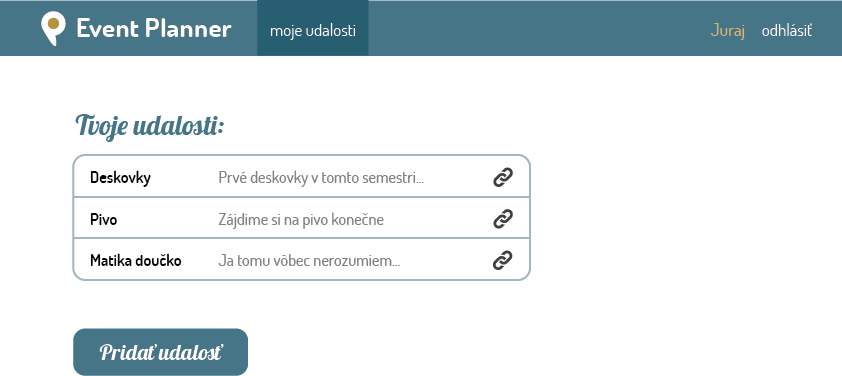 Event Planner moje udalosti Juraj odhlásiť
Tvoje udalosti:
Deskovky Prvé deskovky v tomto semestri...
Pivo Zájdime si na pivo konečne
Matika doučko Ja tomu vôbec nerozumiem...
Pridať udalosť